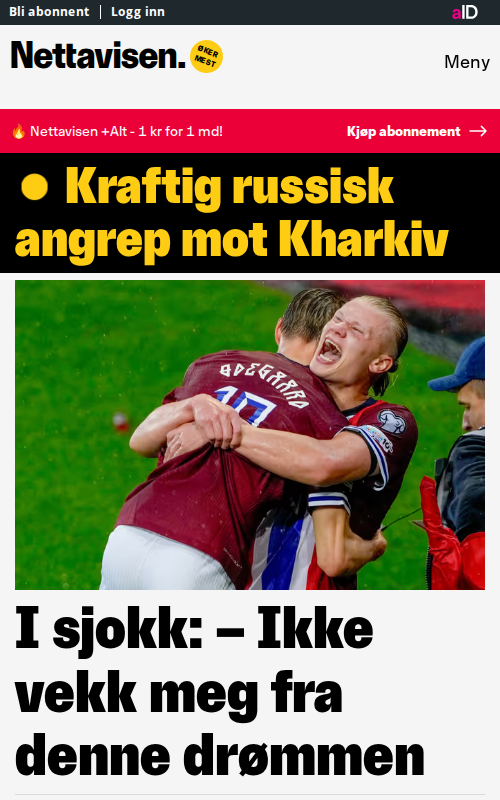 Bli abonnent | Logg inn
aID
Nettavisen.
ØKER
MEST
Meny
🔥 Nettavisen +Alt - 1 kr for 1 md!
Kjøp abonnement →
Kraftig russisk
angrep mot Kharkiv
ØDEGAARD
10
I sjokk: – Ikke
vekk meg fra
denne drømmen